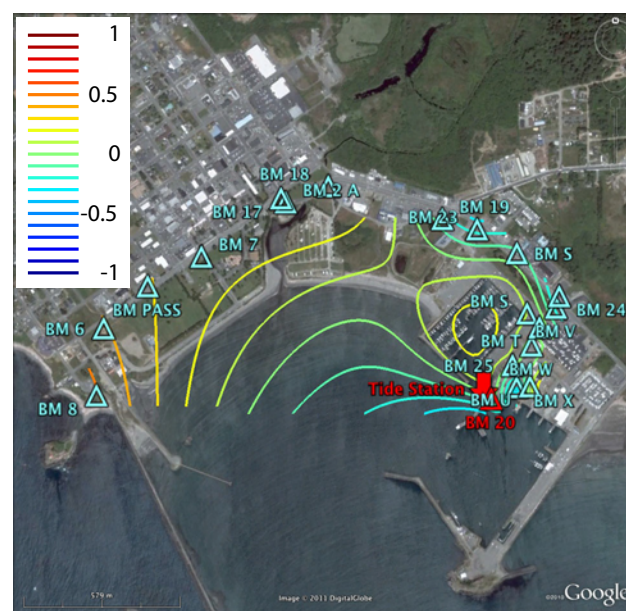 1
0.5
0
-0.5
-1
BM 18
BM 2 A
BM 17
BM 23
BM 19
BM 7
BM S
BM PASS
BM S
BM 24
BM 6
BM T
BM V
BM 25
BM W
Tide Station
BM 8
BM U
BM X
BM 20
579 m
Image © 2011 DigitalGlobe
©2010 Google